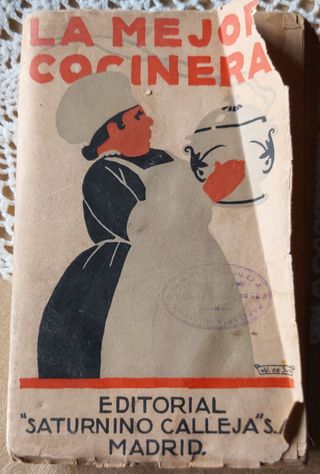 LA MEJOR
COCINERA
EDITORIAL
"SATURNINO CALLEJA" S.A
MADRID.